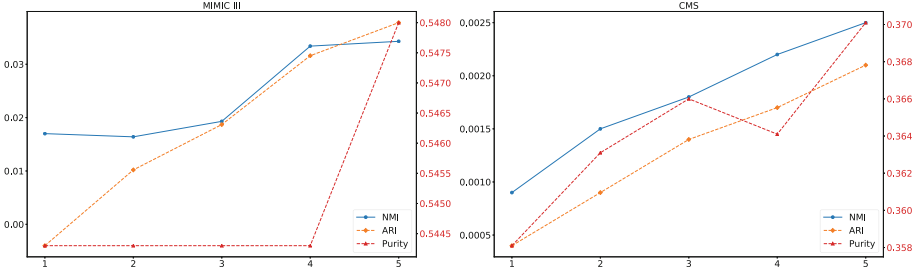 MIMIC III
0.03
0.02
0.01
0.00
0.5480
0.5475
0.5470
0.5465
0.5460
0.5455
0.5450
0.5445
1 2 3 4 5
NMI
ARI
Purity
CMS
0.0025
0.0020
0.0015
0.0010
0.0005
0.370
0.368
0.366
0.364
0.362
0.360
0.358
1 2 3 4 5
NMI
ARI
Purity